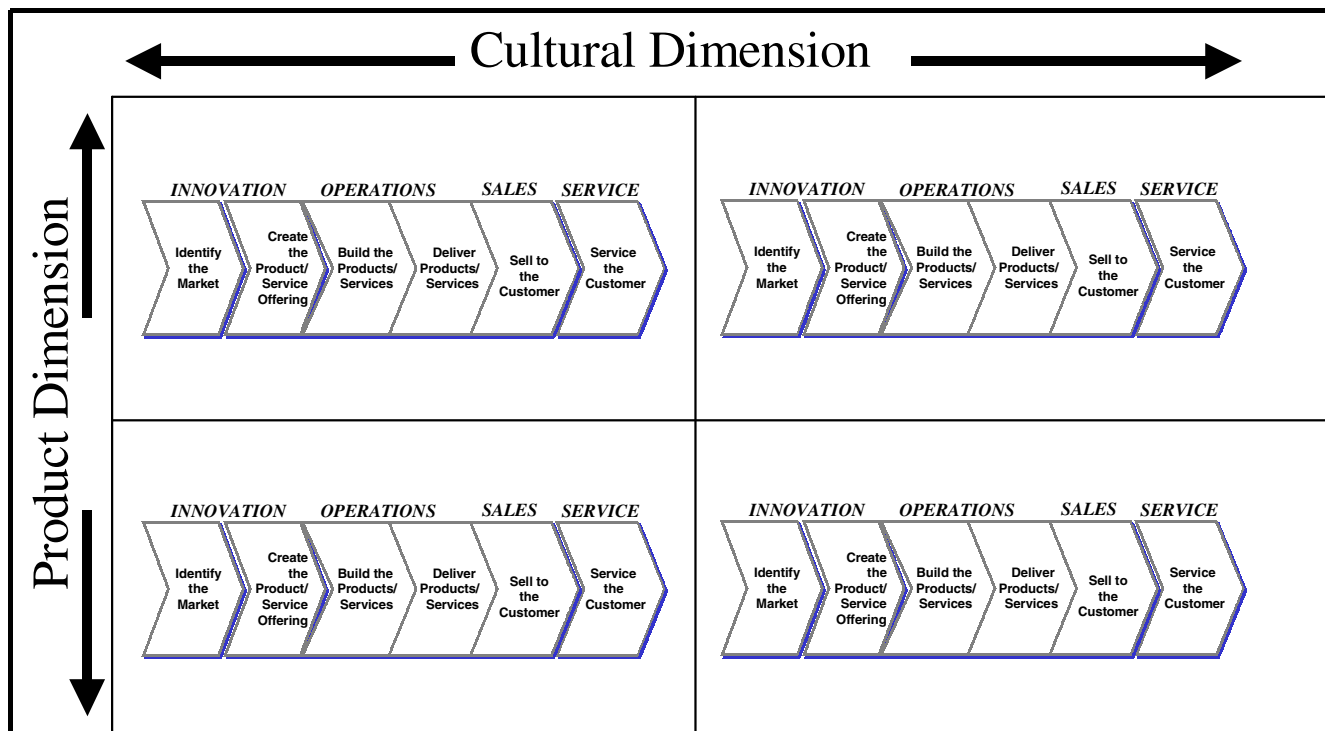 Cultural Dimension
Product Dimension
INNOVATION OPERATIONS SALES SERVICE
Identify
the
Market
Create
the
Product/
Service
Offering
Build the
Products/
Services
Deliver
Products/
Services
Sell to
the
Customer
Service
the
Customer
INNOVATION OPERATIONS SALES SERVICE
Identify
the
Market
Create
the
Product/
Service
Offering
Build the
Products/
Services
Deliver
Products/
Services
Sell to
the
Customer
Service
the
Customer
INNOVATION OPERATIONS SALES SERVICE
Identify
the
Market
Create
the
Product/
Service
Offering
Build the
Products/
Services
Deliver
Products/
Services
Sell to
the
Customer
Service
the
Customer
INNOVATION OPERATIONS SALES SERVICE
Identify
the
Market
Create
the
Product/
Service
Offering
Build the
Products/
Services
Deliver
Products/
Services
Sell to
the
Customer
Service
the
Customer